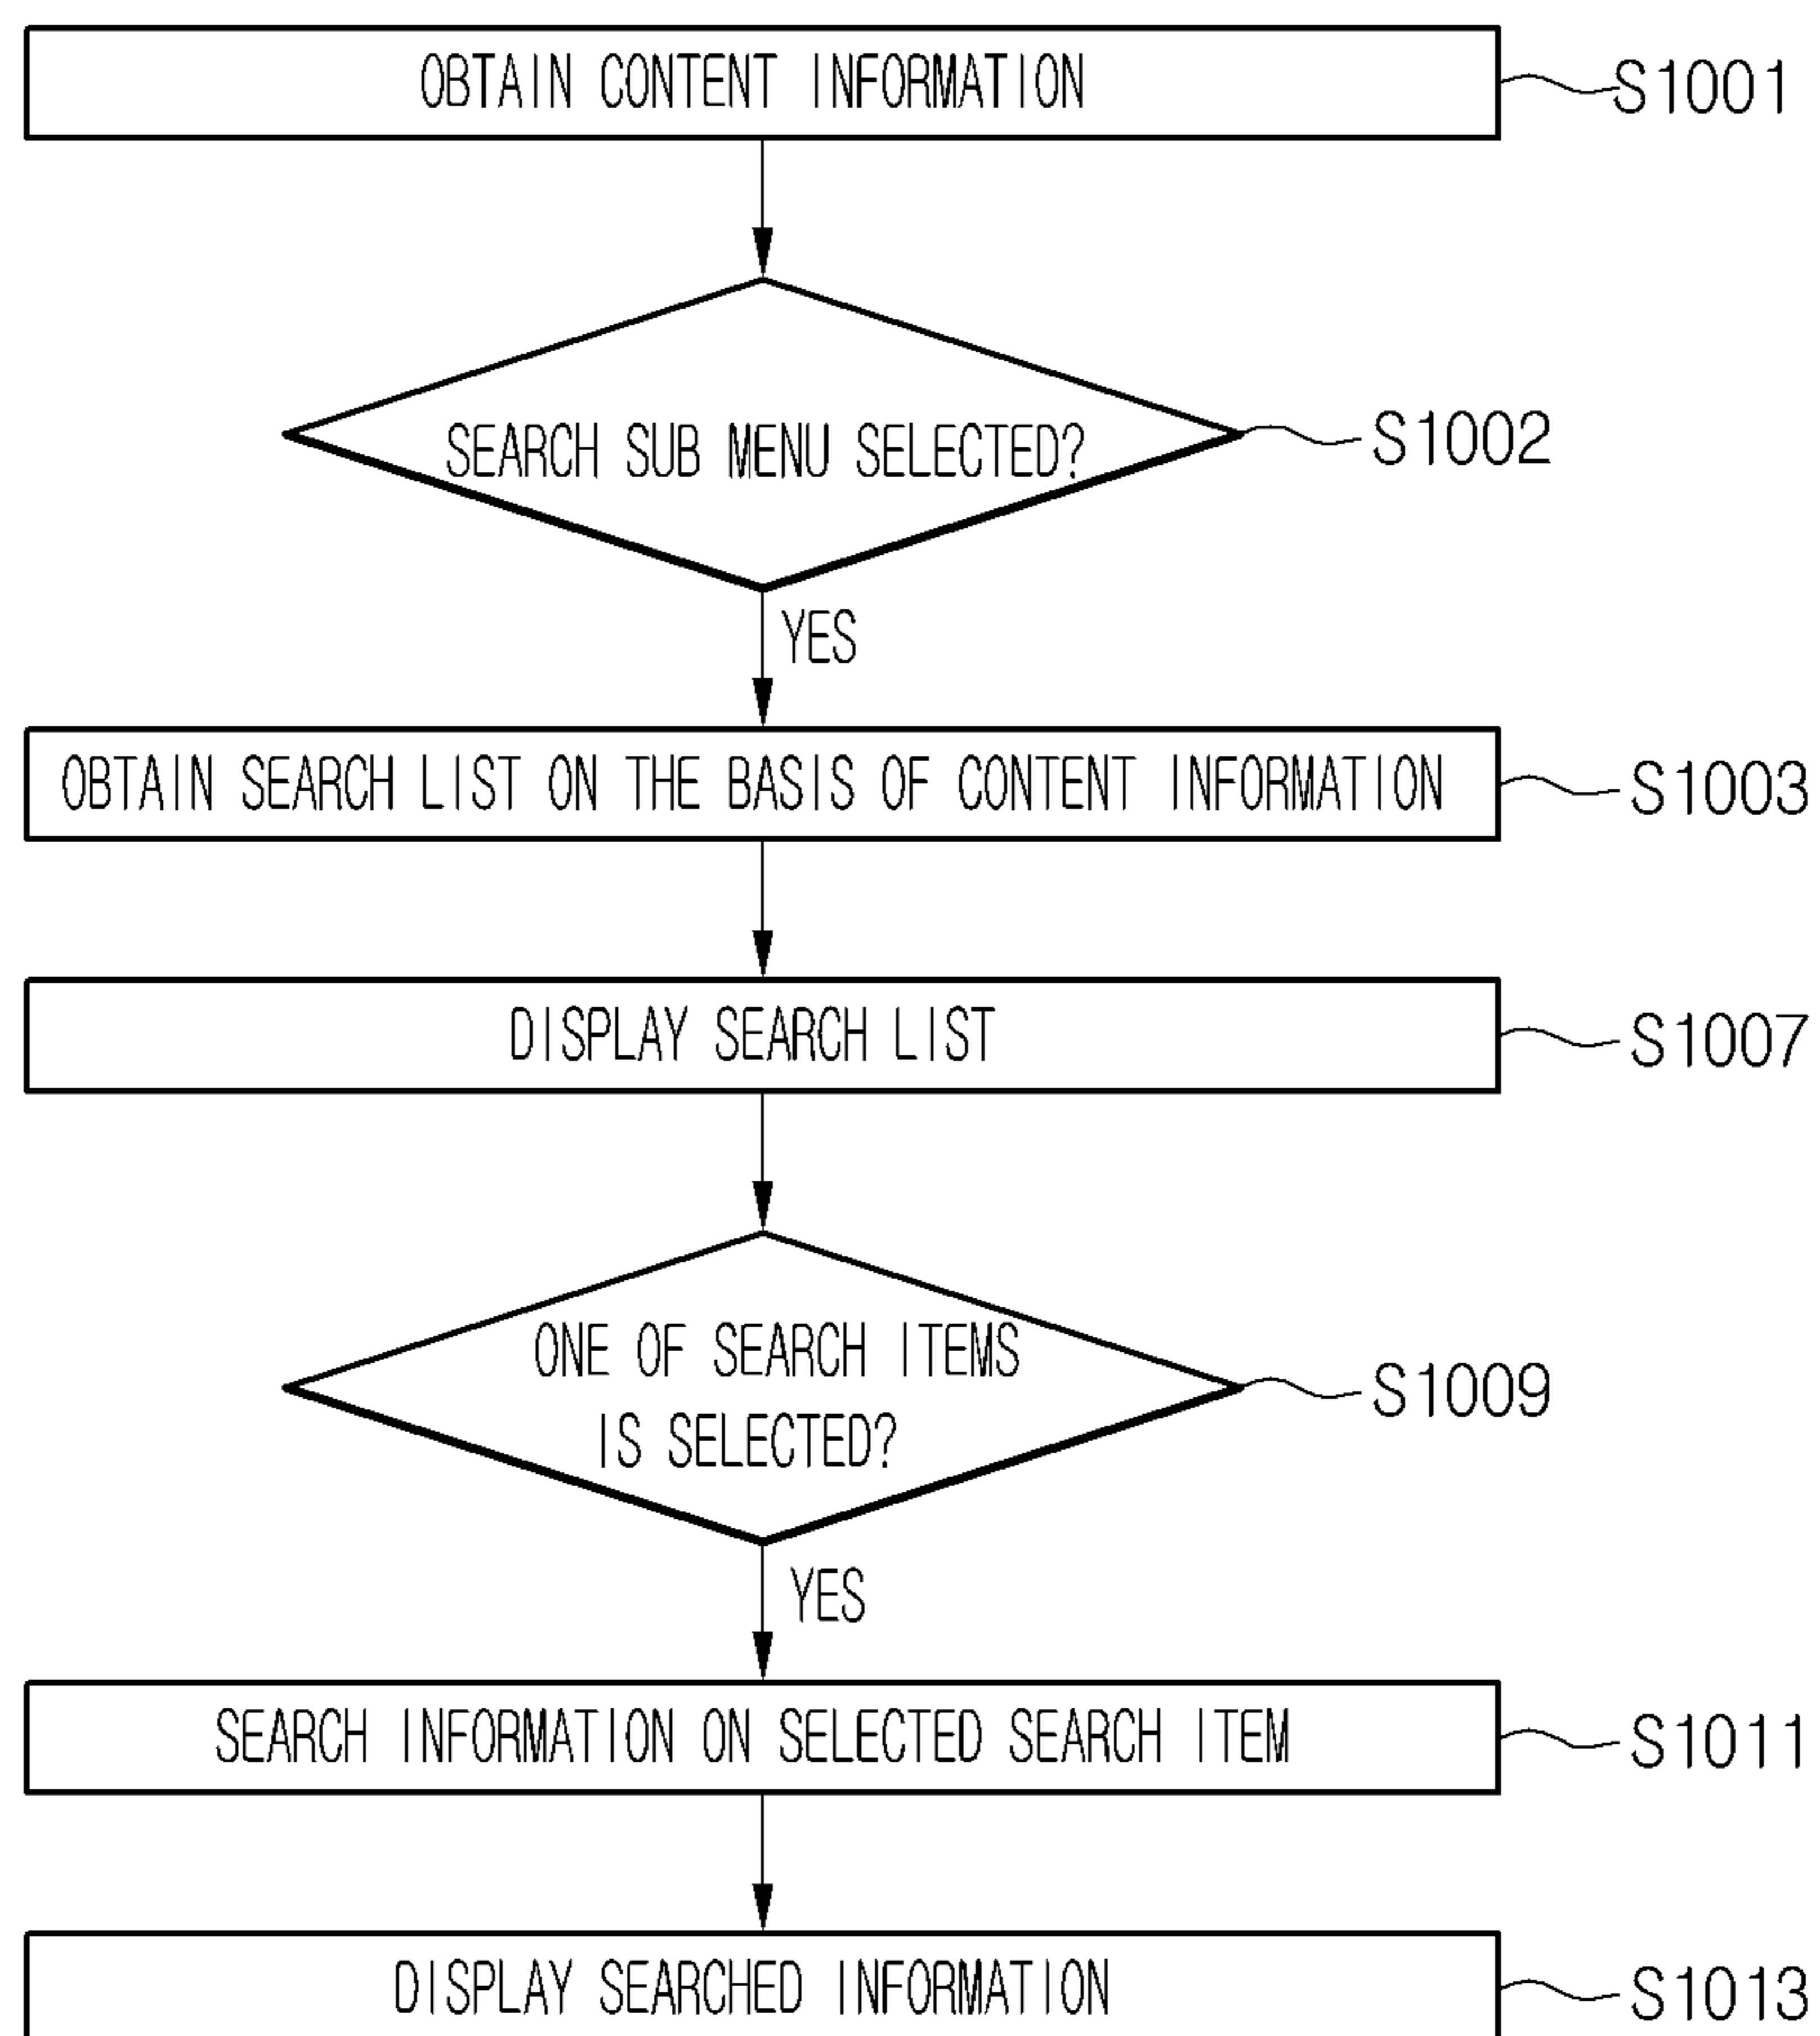 OBTAIN CONTENT INFORMATION
S1001
SEARCH SUB MENU SELECTED?
S1002
YES
OBTAIN SEARCH LIST ON THE BASIS OF CONTENT INFORMATION
S1003
DISPLAY SEARCH LIST
S1007
ONE OF SEARCH ITEMS
IS SELECTED?
S1009
YES
SEARCH INFORMATION ON SELECTED SEARCH ITEM
S1011
DISPLAY SEARCHED INFORMATION
S1013